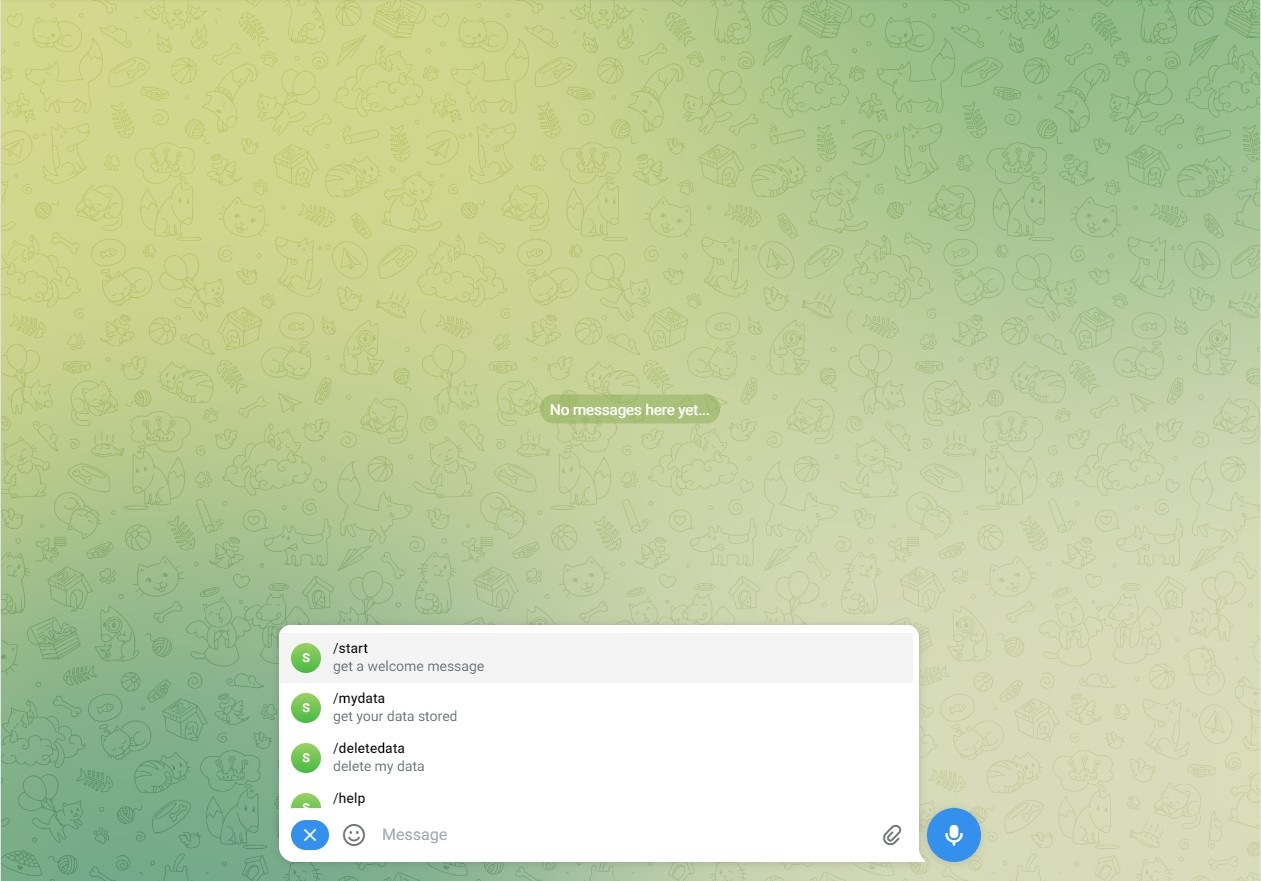 No messages here yet...
S
/start
get a welcome message
S
/mydata
get your data stored
S
/deletedata
delete my data
S
/help
Message